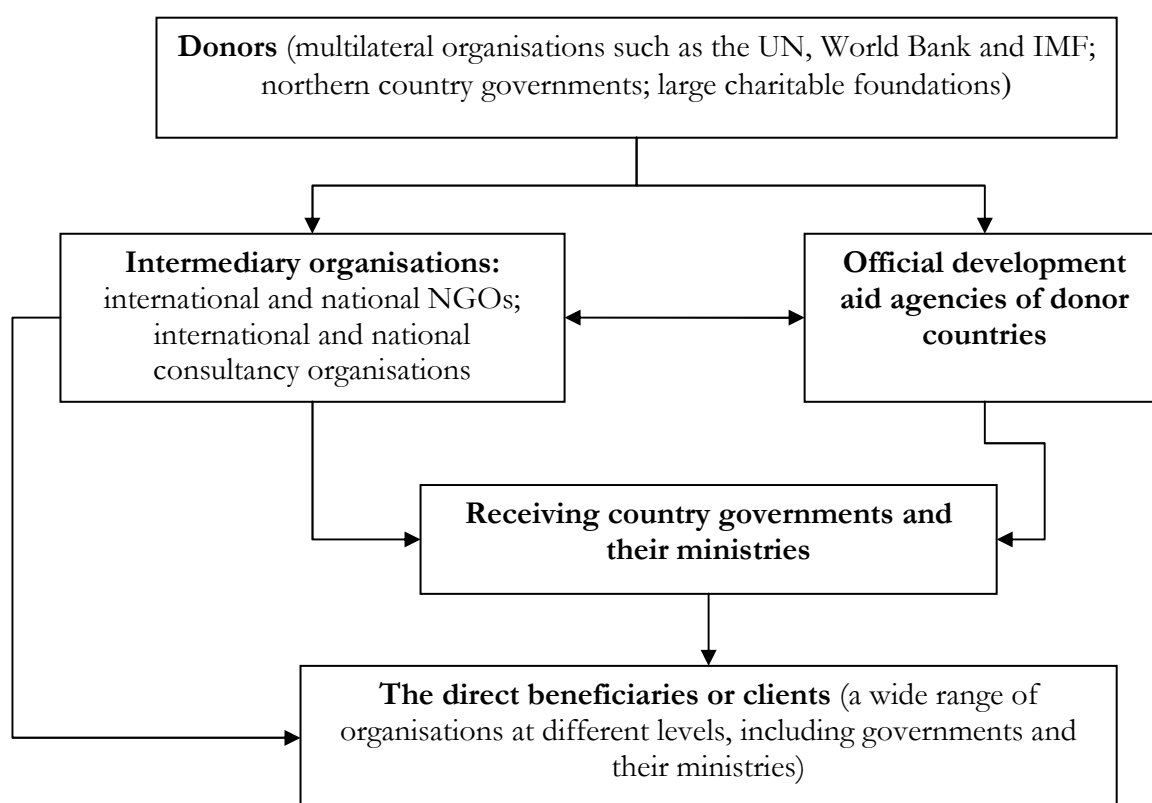 Donors (multilateral organisations such as the UN, World Bank and IMF;
northern country governments; large charitable foundations)
Intermediary organisations:
international and national NGOs;
international and national
consultancy organisations
Official development
aid agencies of donor
countries
Receiving country governments and
their ministries
The direct beneficiaries or clients (a wide range of
organisations at different levels, including governments and
their ministries)